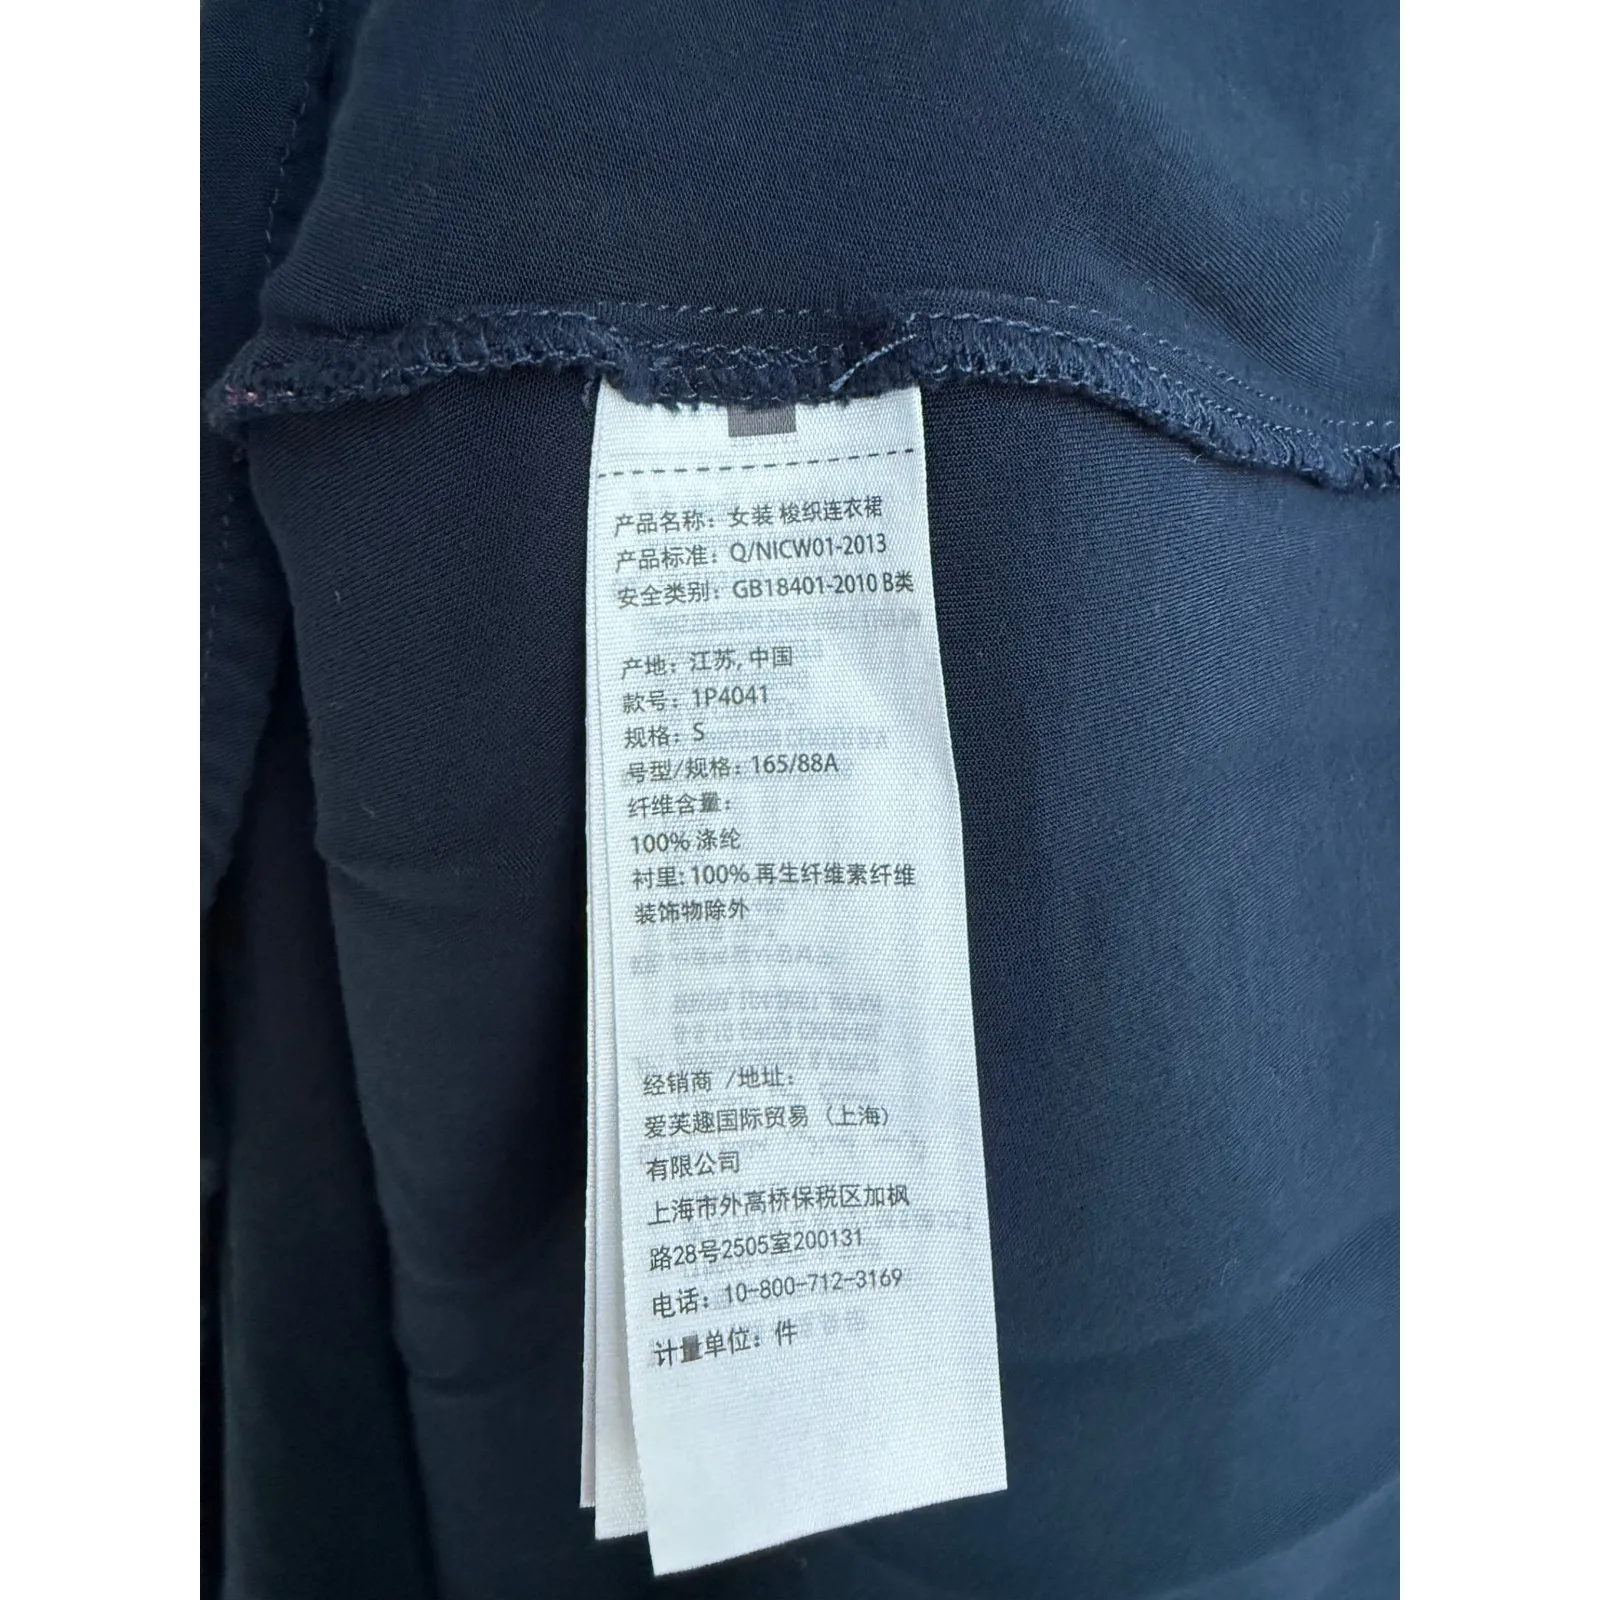 产品名称：女装 梭织连衣裙
产品标准：Q/NICW01-2013
安全类别：GB18401-2010 B类
产地：江苏, 中国
款号：1P4041
规格：S
号型/规格：165/88A
纤维含量：
100% 涤纶
衬里: 100% 再生纤维素纤维
装饰物除外
经销商 /地址：
爱芙趣国际贸易（上海）
有限公司
上海市外高桥保税区加枫
路28号2505室200131
电话：10-800-712-3169
计量单位：件